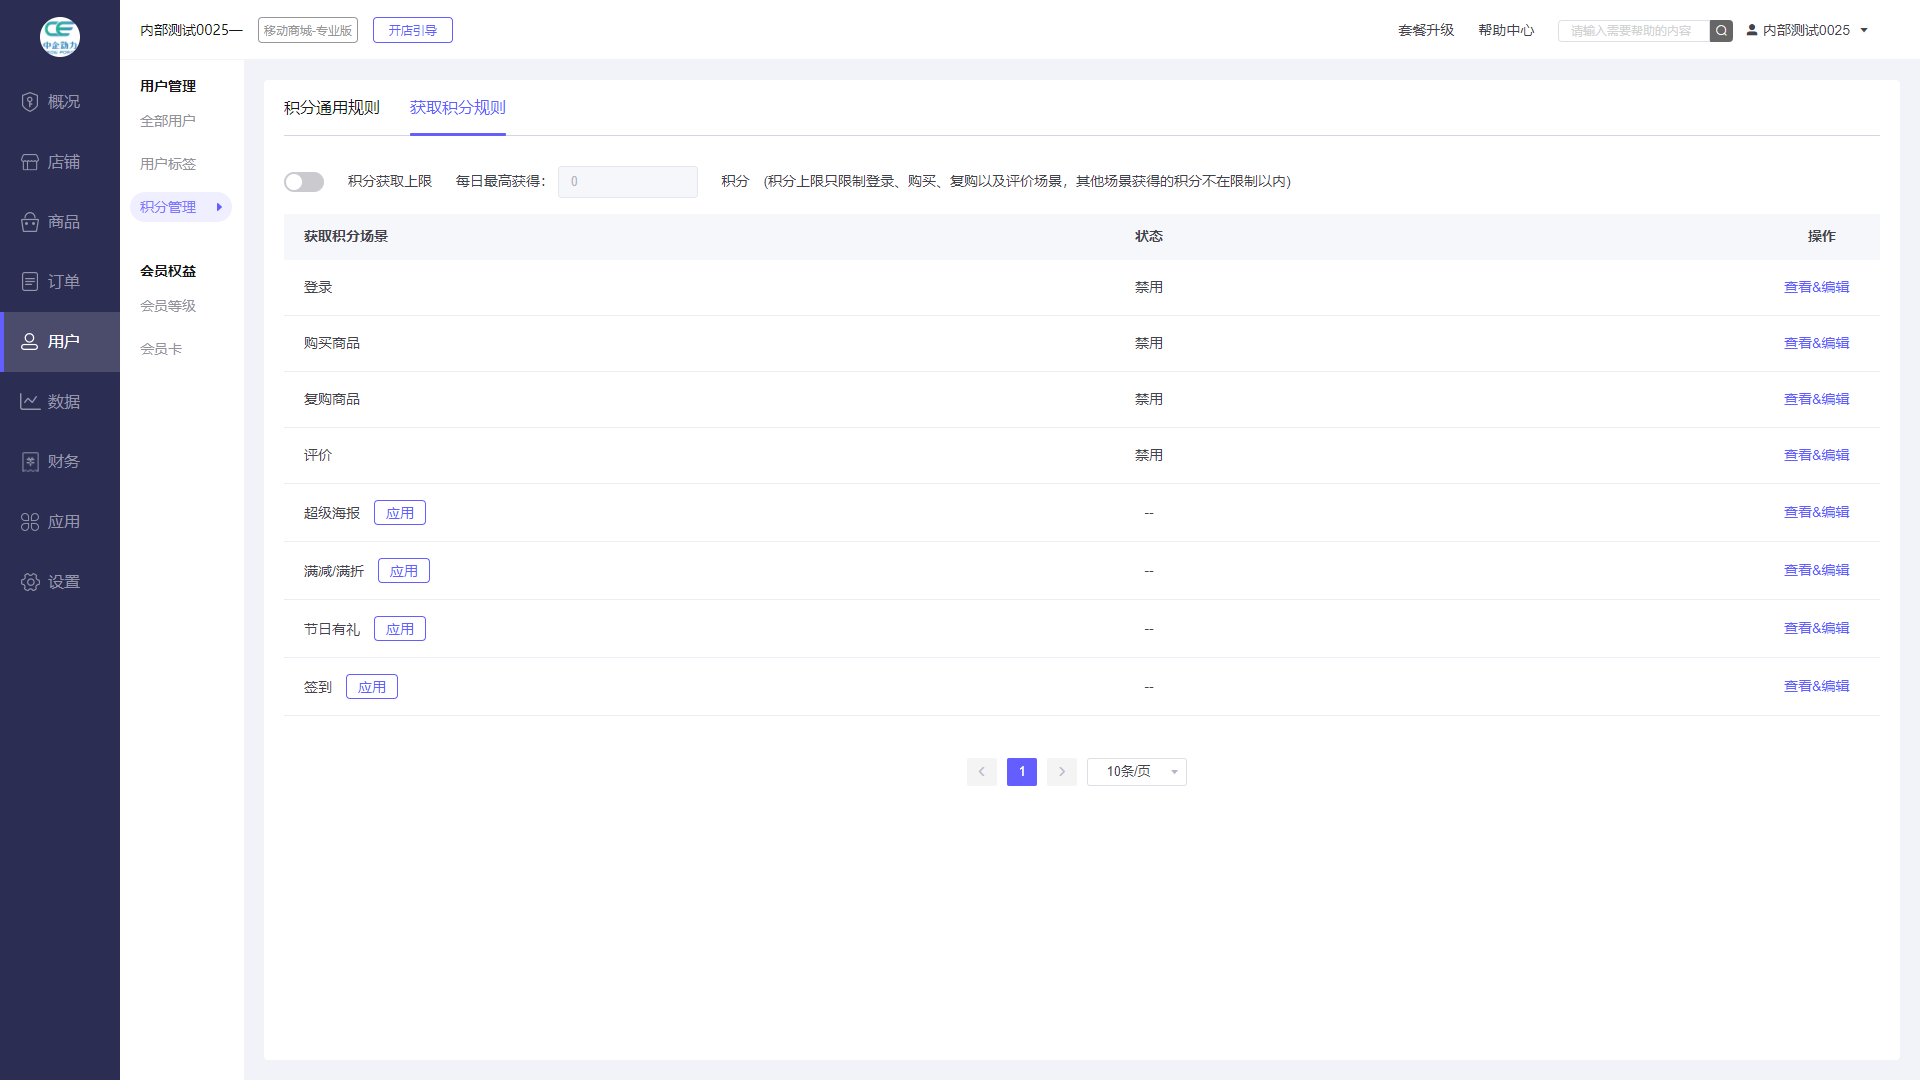 内部测试0025—
移动商城-专业版
开店引导
套餐升级
帮助中心
请输入需要帮助的内容
内部测试0025
中企动力
概况
店铺
商品
订单
用户
数据
财务
应用
设置
用户管理
全部用户
用户标签
积分管理
会员权益
会员等级
会员卡
积分通用规则
获取积分规则
积分获取上限 每日最高获得： 0 积分 (积分上限只限制登录、购买、复购以及评价场景，其他场景获得的积分不在限制以内)
获取积分场景 状态 操作
登录 禁用 查看&编辑
购买商品 禁用 查看&编辑
复购商品 禁用 查看&编辑
评价 禁用 查看&编辑
超级海报 应用 -- 查看&编辑
满减/满折 应用 -- 查看&编辑
节日有礼 应用 -- 查看&编辑
签到 应用 -- 查看&编辑
1 10条/页